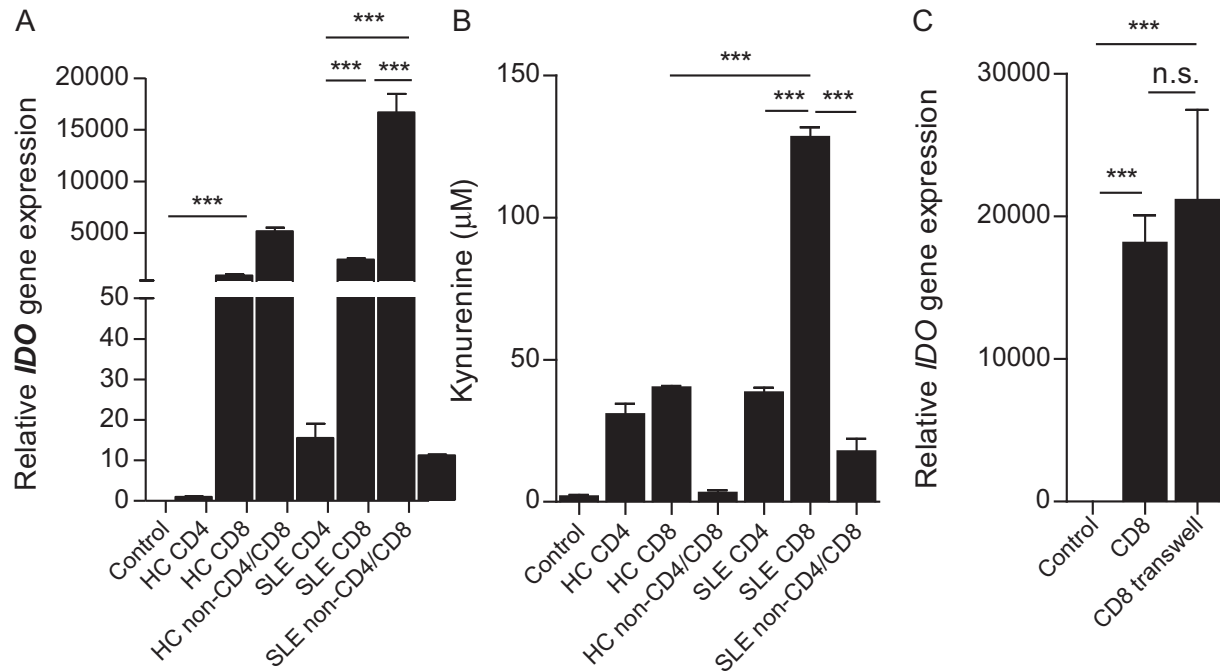 A
Relative IDO gene expression
20000
15000
10000
5000
50
40
30
20
10
0
***
***
***
***
Control
HC CD4
HC CD8
HC non-CD4/CD8
SLE CD4
SLE CD8
SLE non-CD4/CD8
B
Kynurenine (μM)
150
100
50
0
***
***
***
Control
HC CD4
HC CD8
HC non-CD4/CD8
SLE CD4
SLE CD8
SLE non-CD4/CD8
C
Relative IDO gene expression
30000
20000
10000
0
***
n.s.
***
Control
CD8
CD8 transwell